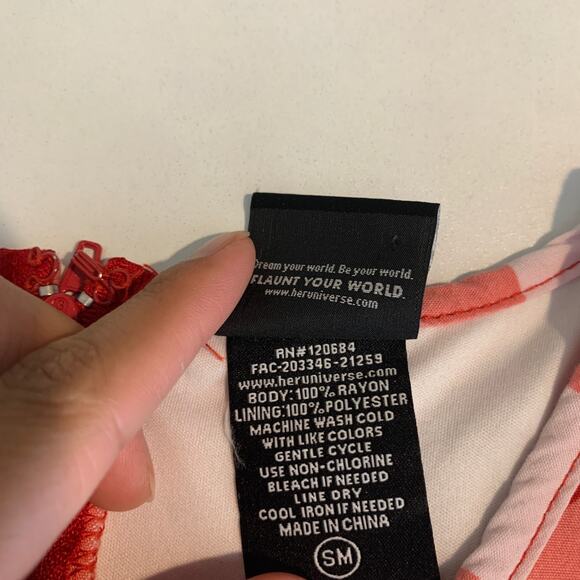 Dream your world. Be your world.
FLAUNT YOUR WORLD.
www.heruniverse.com
RN#120684
FAC-203346-21259
www.heruniverse.com
BODY:100% RAYON
LINING:100% POLYESTER
MACHINE WASH COLD
WITH LIKE COLORS
GENTLE CYCLE
USE NON-CHLORINE
BLEACH IF NEEDED
LINE DRY
COOL IRON IF NEEDED
MADE IN CHINA
SM